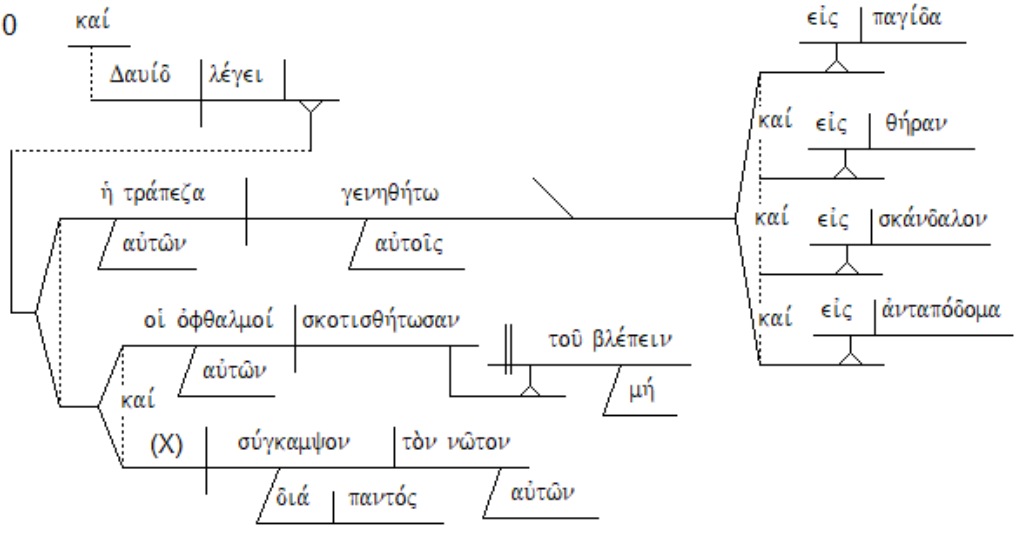 0
καί
Δαυίδ λέγει
εἰς παγίδα
καί εἰς θήραν
ἡ τράπεζα γενηθήτω
καί εἰς σκάνδαλον
αὐτῶν αὐτοῖς
καί εἰς ἀνταπόδομα
οἱ ὀφθαλμοί σκοτισθήτωσαν
τοῦ βλέπειν
αὐτῶν
μή
καί
(X) σύγκαμψον τὸν νῶτον
διά παντός αὐτῶν